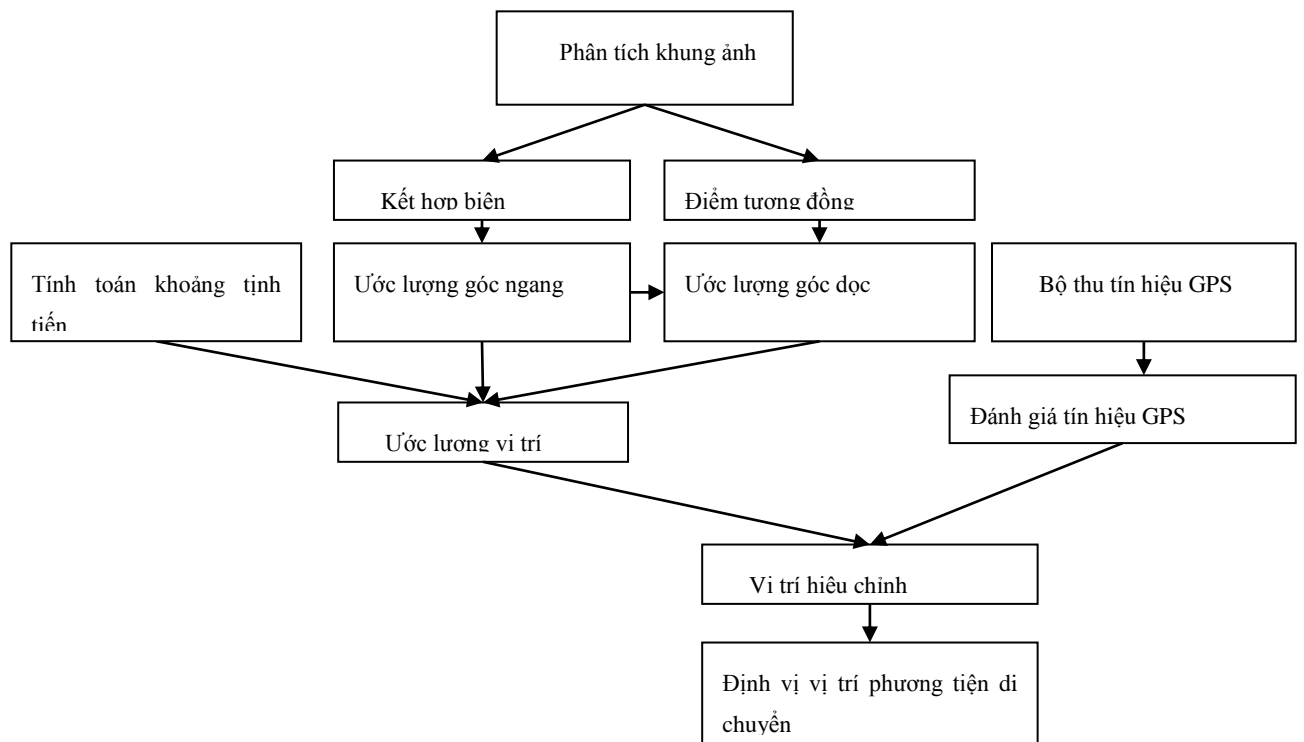 Phân tích khung ảnh
Kết hợp biên
Điểm tương đồng
Tính toán khoảng tịnh
tiến
Ước lượng góc ngang
Ước lượng góc dọc
Bộ thu tín hiệu GPS
Đánh giá tín hiệu GPS
Ước lượng vị trí
Vị trí hiệu chỉnh
Định vị vị trí phương tiện di
chuyển